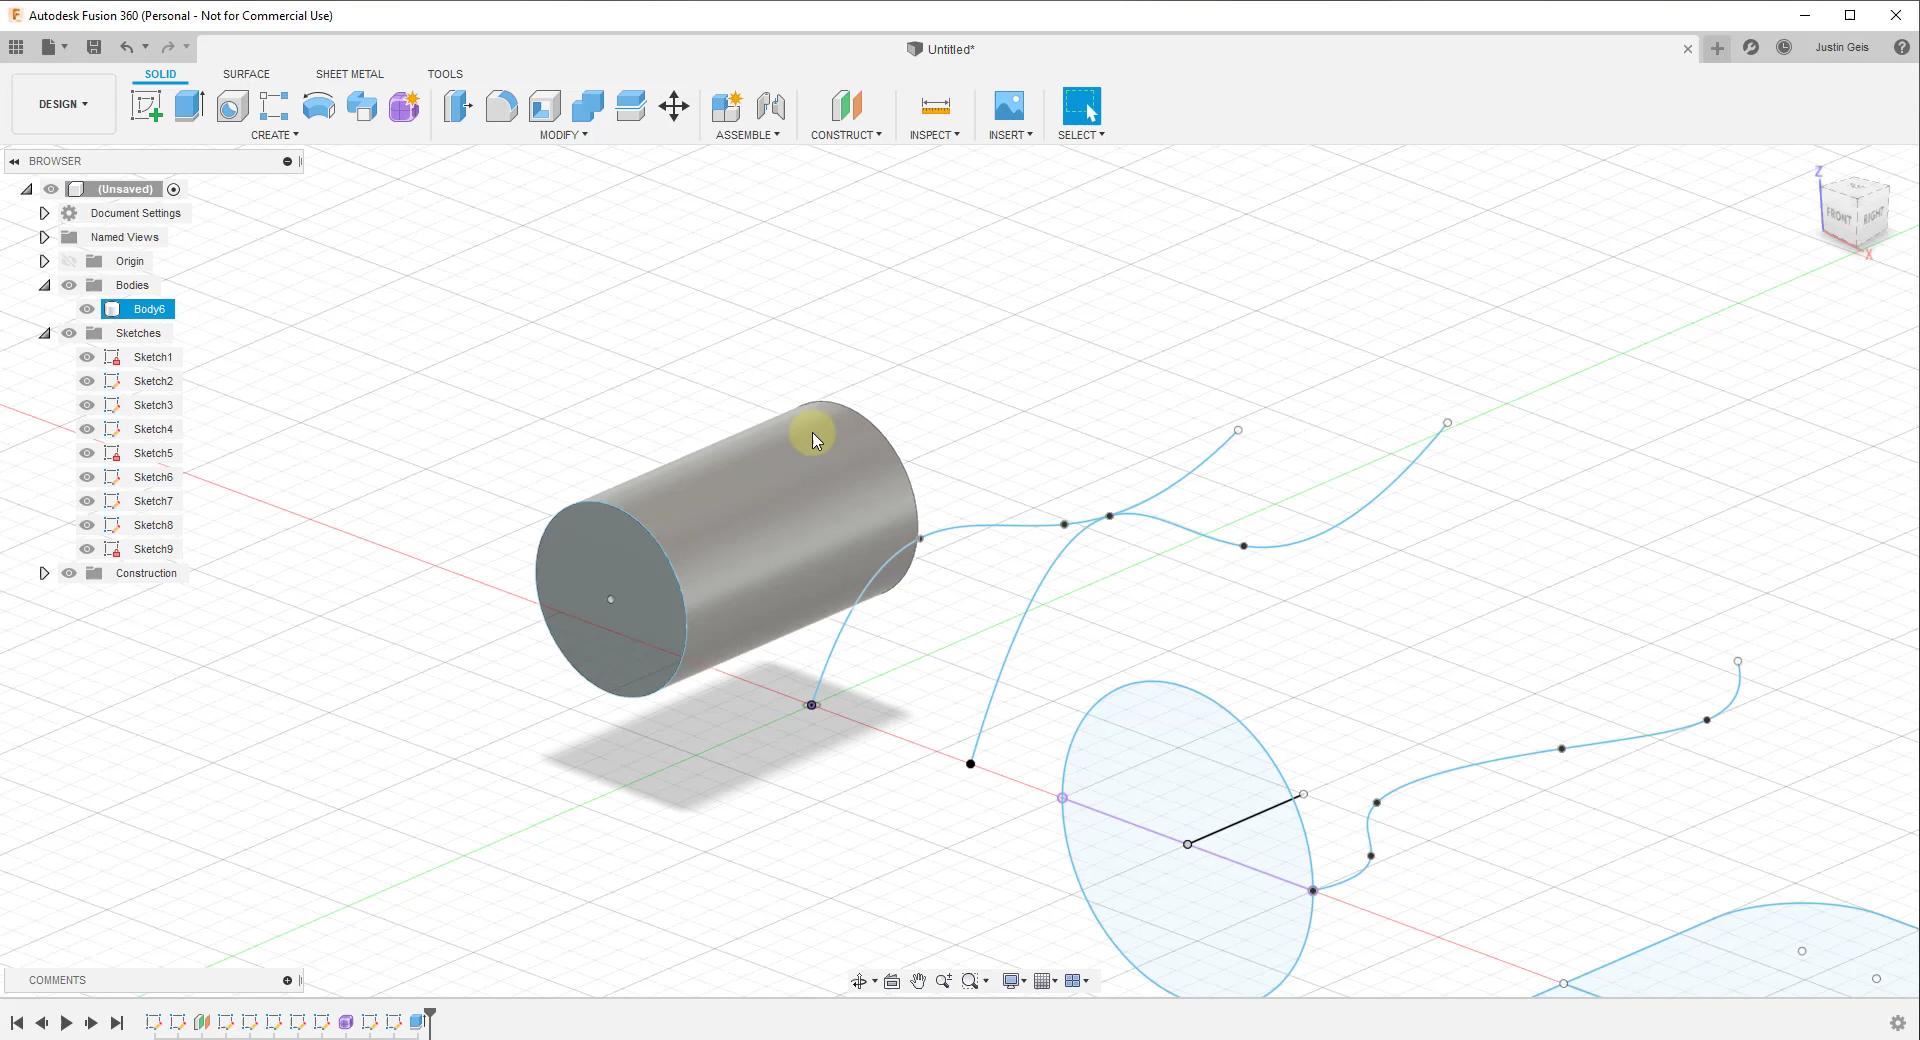 Autodesk Fusion 360 (Personal - Not for Commercial Use)
Untitled*
Justin Geis
DESIGN
SOLID
SURFACE
SHEET METAL
TOOLS
CREATE
MODIFY
ASSEMBLE
CONSTRUCT
INSPECT
INSERT
SELECT
BROWSER
(Unsaved)
Document Settings
Named Views
Origin
Bodies
Body6
Sketches
Sketch1
Sketch2
Sketch3
Sketch4
Sketch5
Sketch6
Sketch7
Sketch8
Sketch9
Construction
Z
FRONT
RIGHT
X
COMMENTS